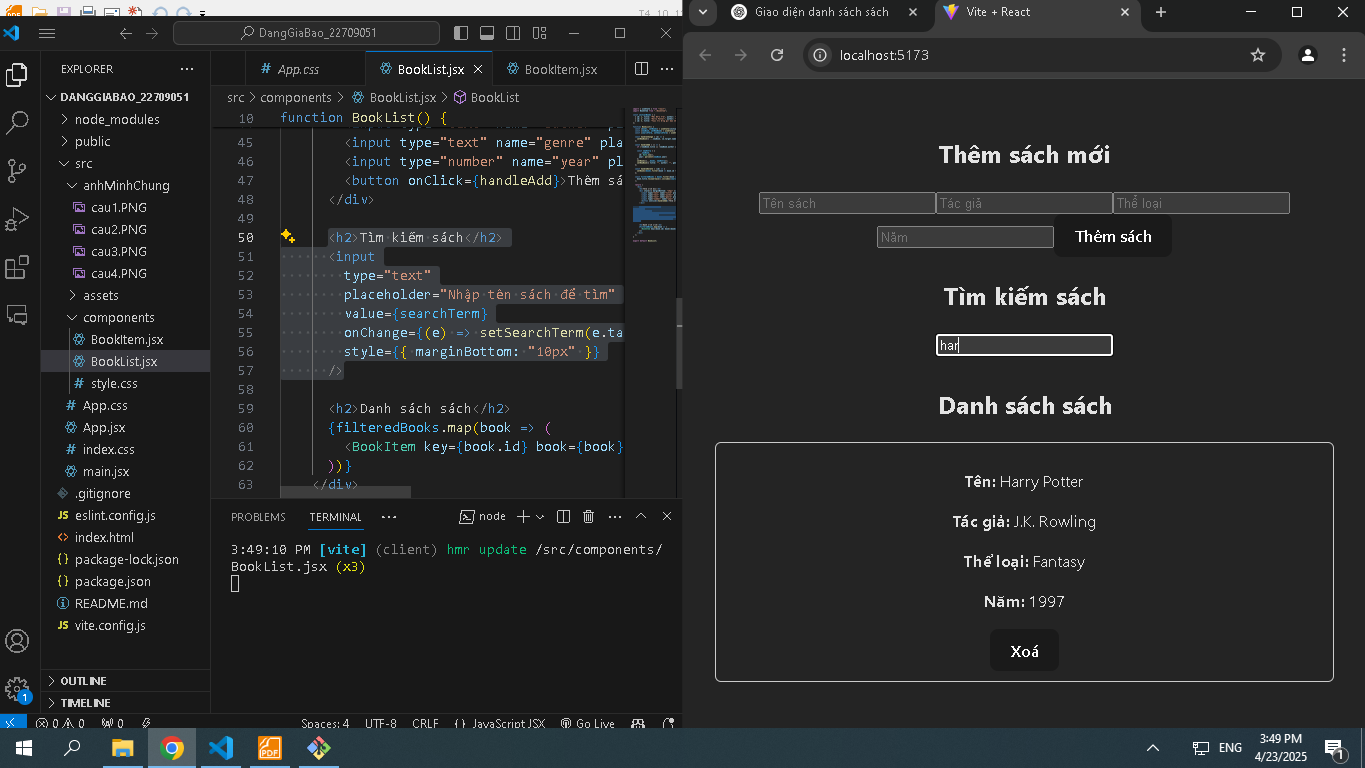 DangGiaBao_22709051
EXPLORER
DANGGIABAO_22709051
node_modules
public
src
anhMinhChung
cau1.PNG
cau2.PNG
cau3.PNG
cau4.PNG
assets
components
BookItem.jsx
BookList.jsx
style.css
App.css
App.jsx
index.css
main.jsx
.gitignore
eslint.config.js
index.html
package-lock.json
package.json
README.md
vite.config.js
OUTLINE
TIMELINE
App.css
BookList.jsx
BookItem.jsx
src > components > BookList.jsx > BookList
10 function BookList() {
45 <input type="text" name="genre" pla
46 <input type="number" name="year" pl
47 <button onClick={handleAdd}>Thêm sá
48 </div>
49
50 <h2>Tìm kiếm sách</h2>
51 <input
52 type="text"
53 placeholder="Nhập tên sách để tìm"
54 value={searchTerm}
55 onChange={(e) => setSearchTerm(e.ta
56 style={{ marginBottom: "10px" }}
57 />
58
59 <h2>Danh sách sách</h2>
60 {filteredBooks.map(book => (
61 <BookItem key={book.id} book={book}
62 ))}
63 </div>
PROBLEMS
TERMINAL
node
3:49:10 PM [vite] (client) hmr update /src/components/
BookList.jsx (x3)
0 0 0
Spaces: 4
UTF-8
CRLF
{} JavaScript JSX
Go Live
Giao diện danh sách sách
Vite + React
localhost:5173
Thêm sách mới
Tên sách
Tác giả
Thể loại
Năm
Thêm sách
Tìm kiếm sách
har
Danh sách sách
Tên: Harry Potter
Tác giả: J.K. Rowling
Thể loại: Fantasy
Năm: 1997
Xoá
PDF
ENG
3:49 PM
4/23/2025
1
1